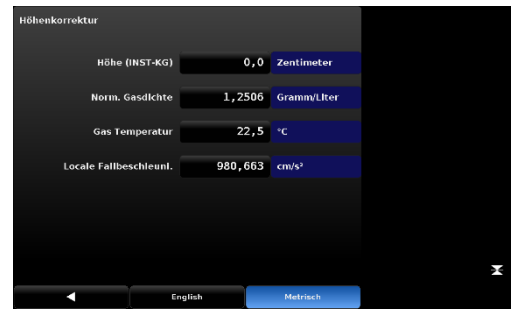 Höhenkorrektur
Höhe (INST-KG) 0,0 Zentimeter
Norm. Gasdichte 1,2506 Gramm/Liter
Gas Temperatur 22,5 °C
Locale Fallbeschleunl. 980,663 cm/s²
English Metrisch